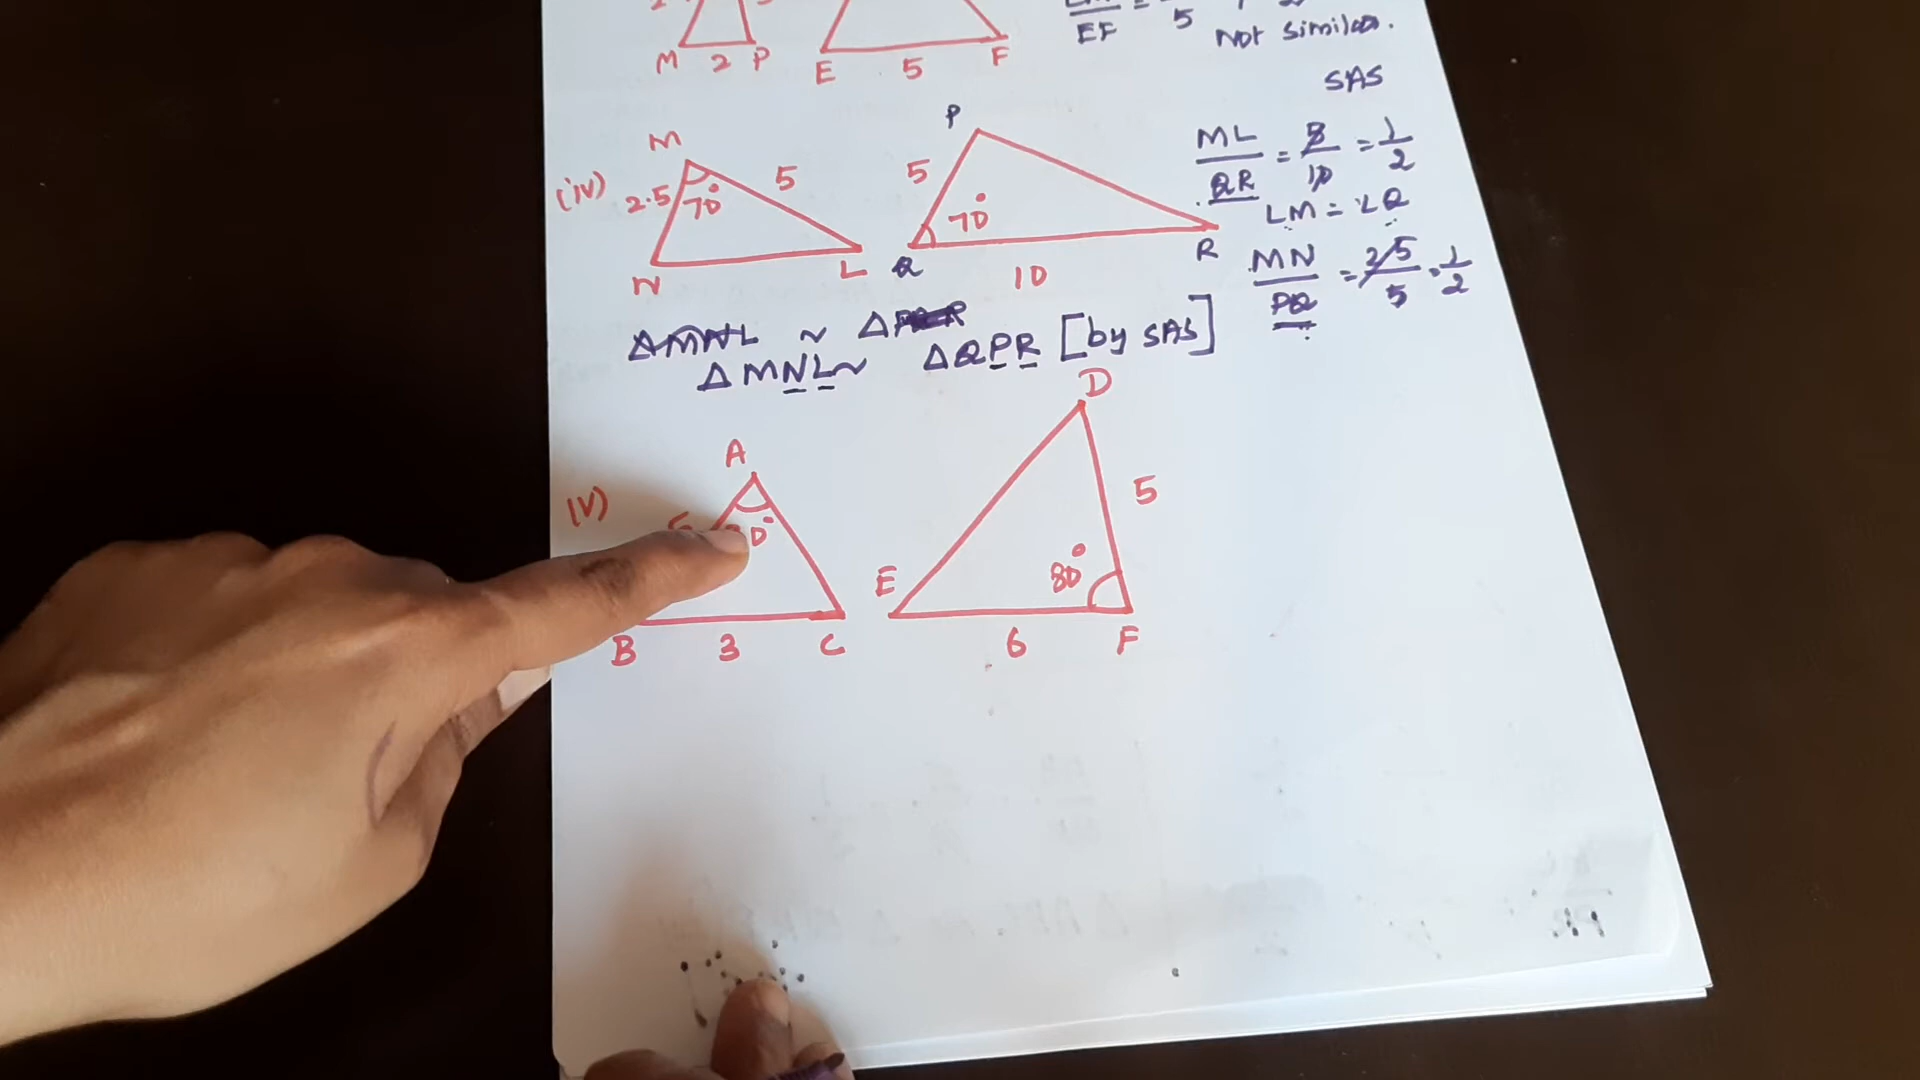 M 2 P E 5 F
EF 5
Not similar.
SAS
(iv) M 2.5 70° 5 N L
P 5 70° Q 10 R
ML/QR = 5/10 = 1/2
∠M = ∠Q
MN/PQ = 2.5/5 = 1/2
ΔMNL ~
ΔMNL ~ ΔQPR [by SAS]
(V) A B 3 C
D 5 E 80° 6 F